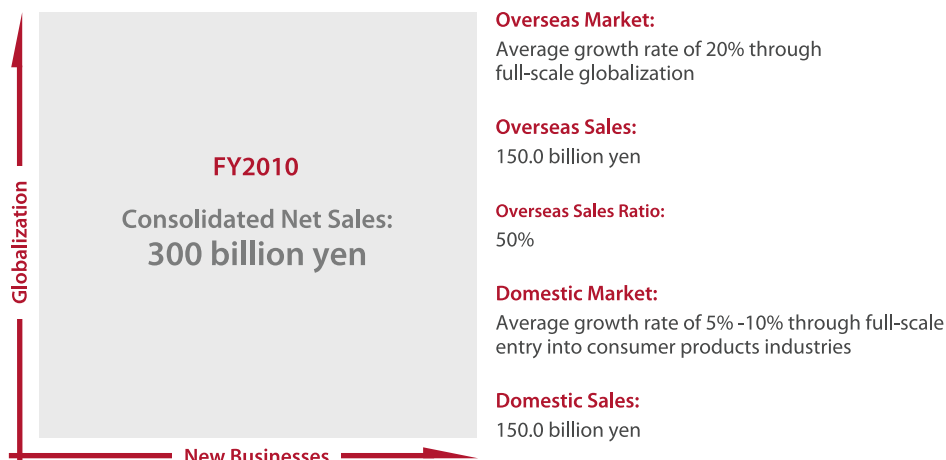 Globalization
FY2010
Consolidated Net Sales:
300 billion yen
New Businesses
Overseas Market:
Average growth rate of 20% through
full-scale globalization
Overseas Sales:
150.0 billion yen
Overseas Sales Ratio:
50%
Domestic Market:
Average growth rate of 5% -10% through full-scale
entry into consumer products industries
Domestic Sales:
150.0 billion yen